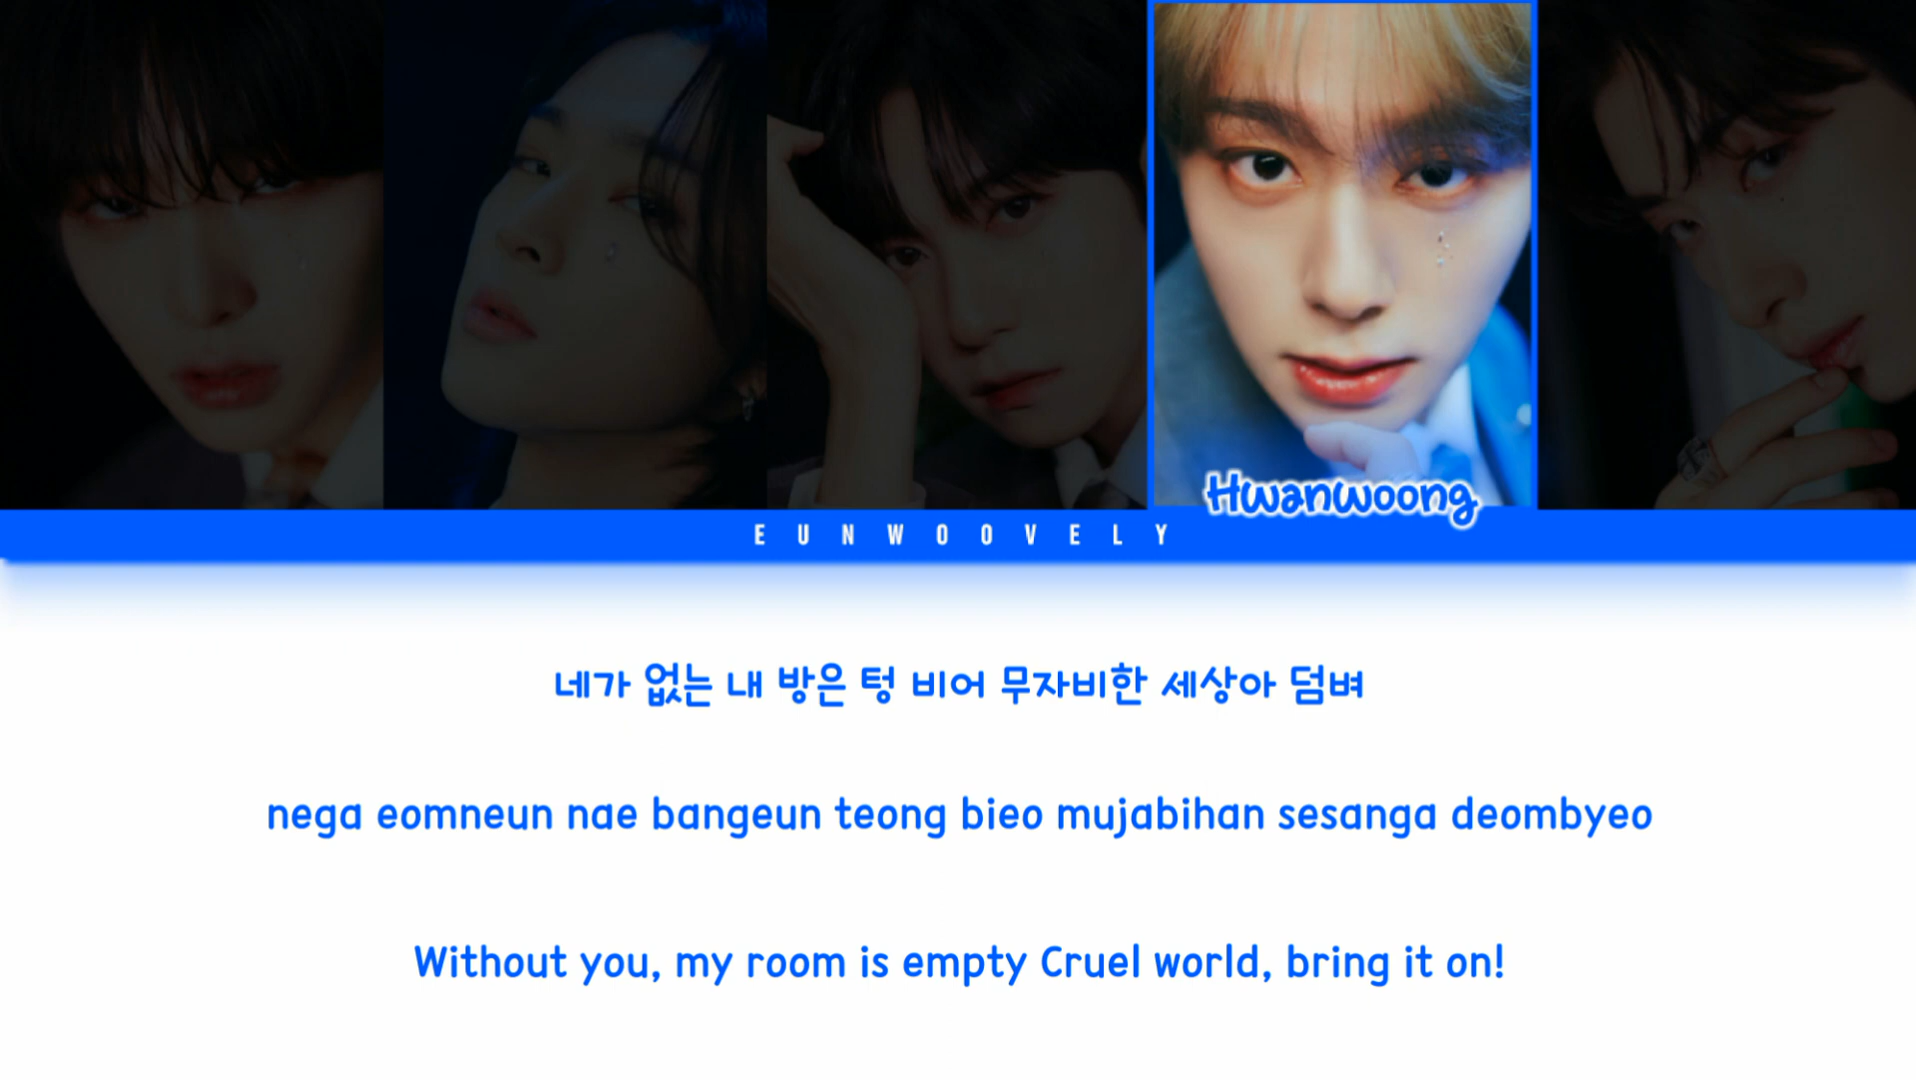 Hwanwoong
EUNWOOVELY
네가 없는 내 방은 텅 비어 무자비한 세상아 덤벼
nega eomneun nae bangeun teong bieo mujabihan sesanga deombyeo
Without you, my room is empty Cruel world, bring it on!